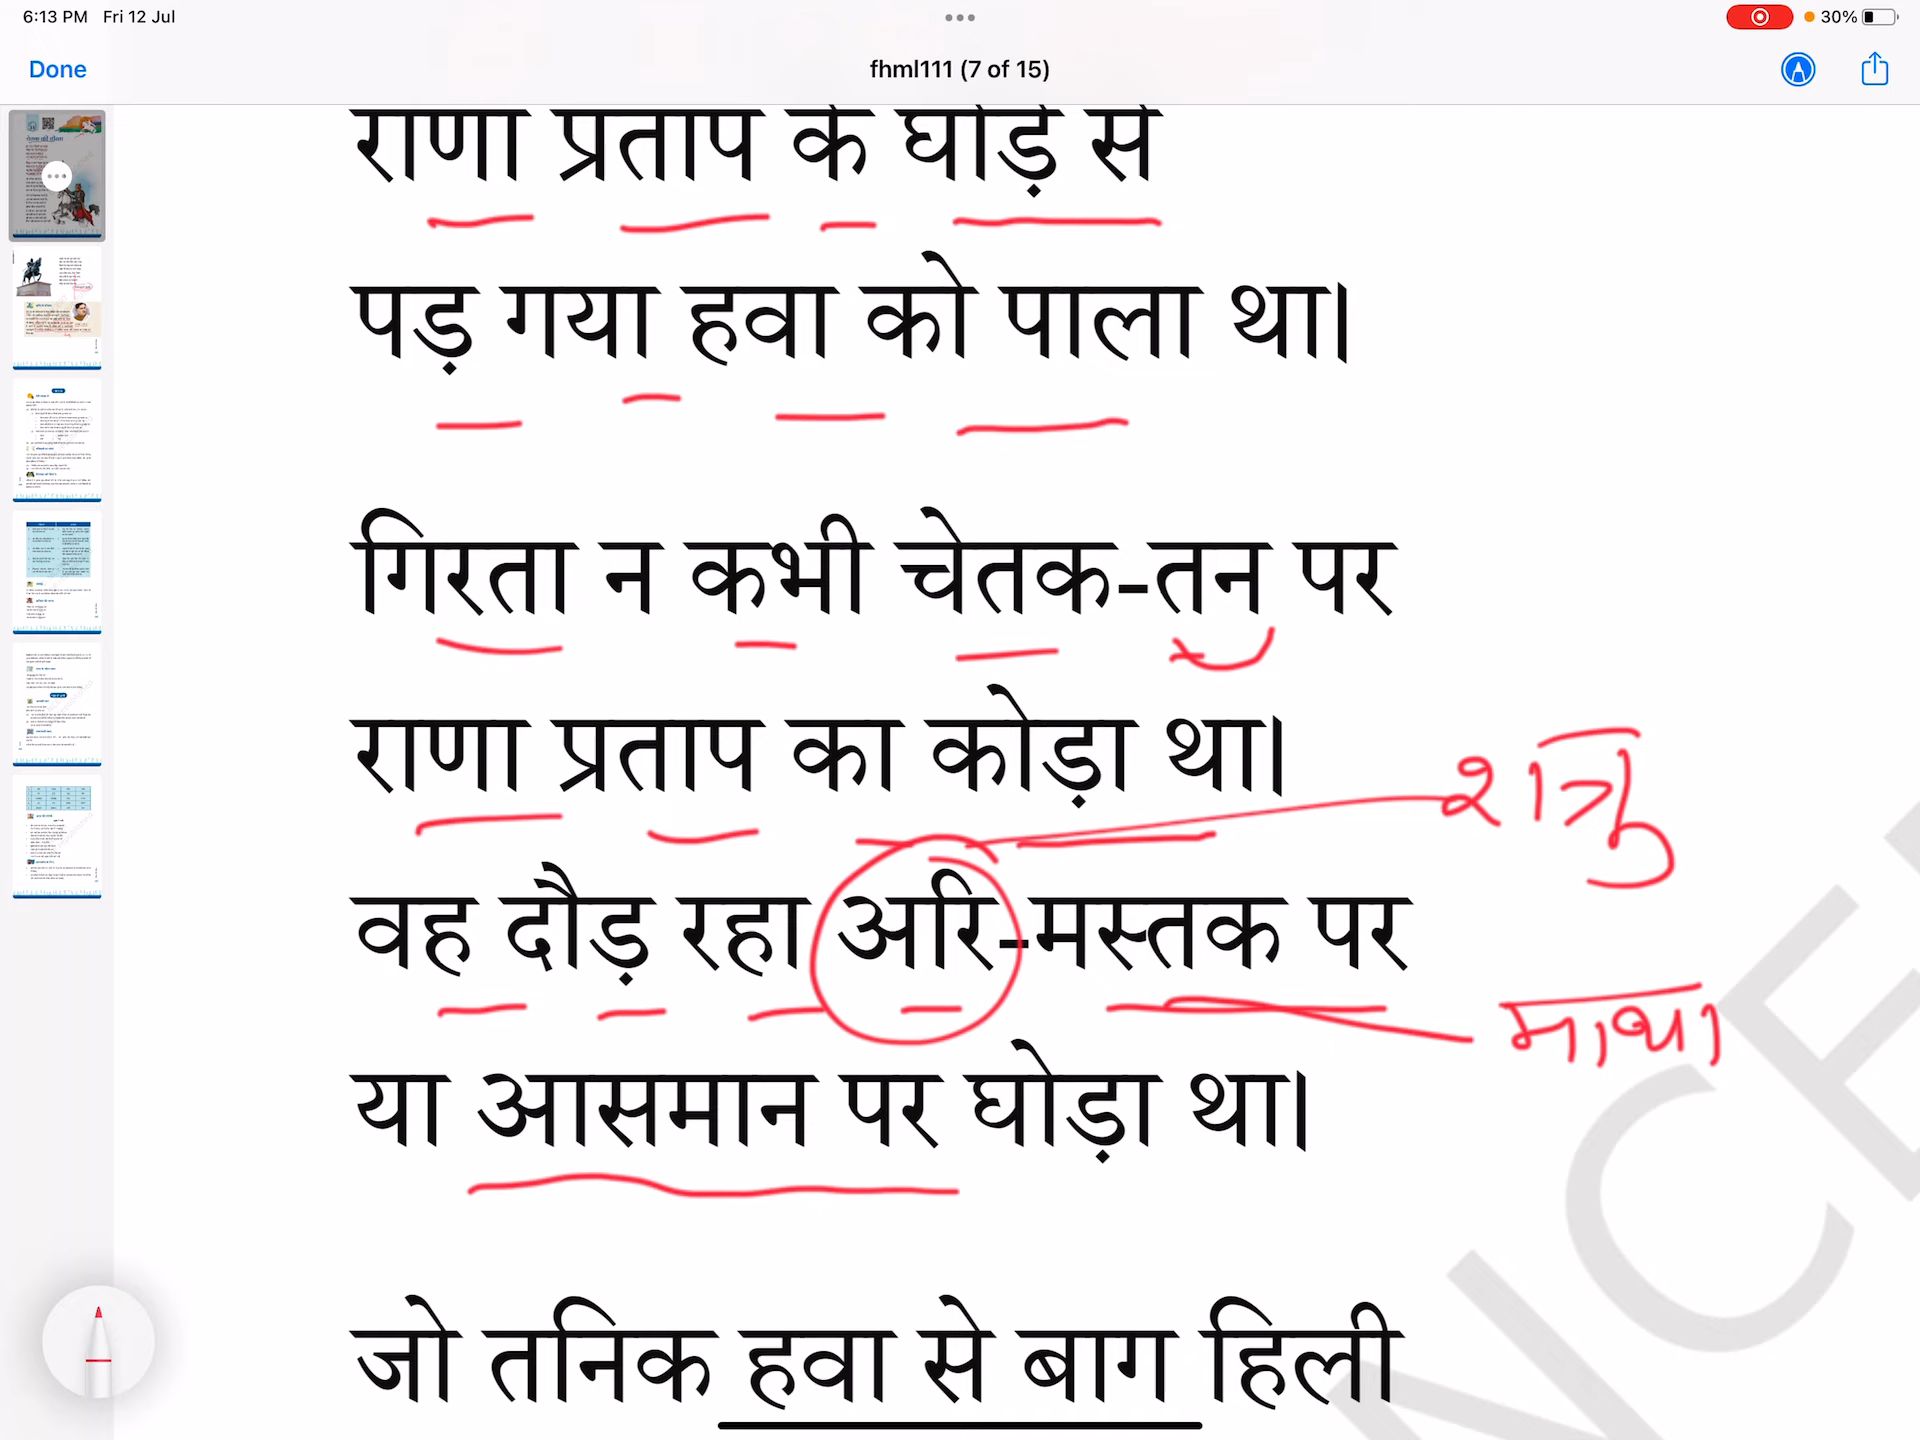 6:13 PM Fri 12 Jul
30%
Done
fhml111 (7 of 15)
राणा प्रताप के घोड़े से
पड़ गया हवा को पाला था।
गिरता न कभी चेतक-तन पर
राणा प्रताप का कोड़ा था।
शत्रु
वह दौड़ रहा अरि-मस्तक पर
माथा
या आसमान पर घोड़ा था।
जो तनिक हवा से बाग हिली
NCE